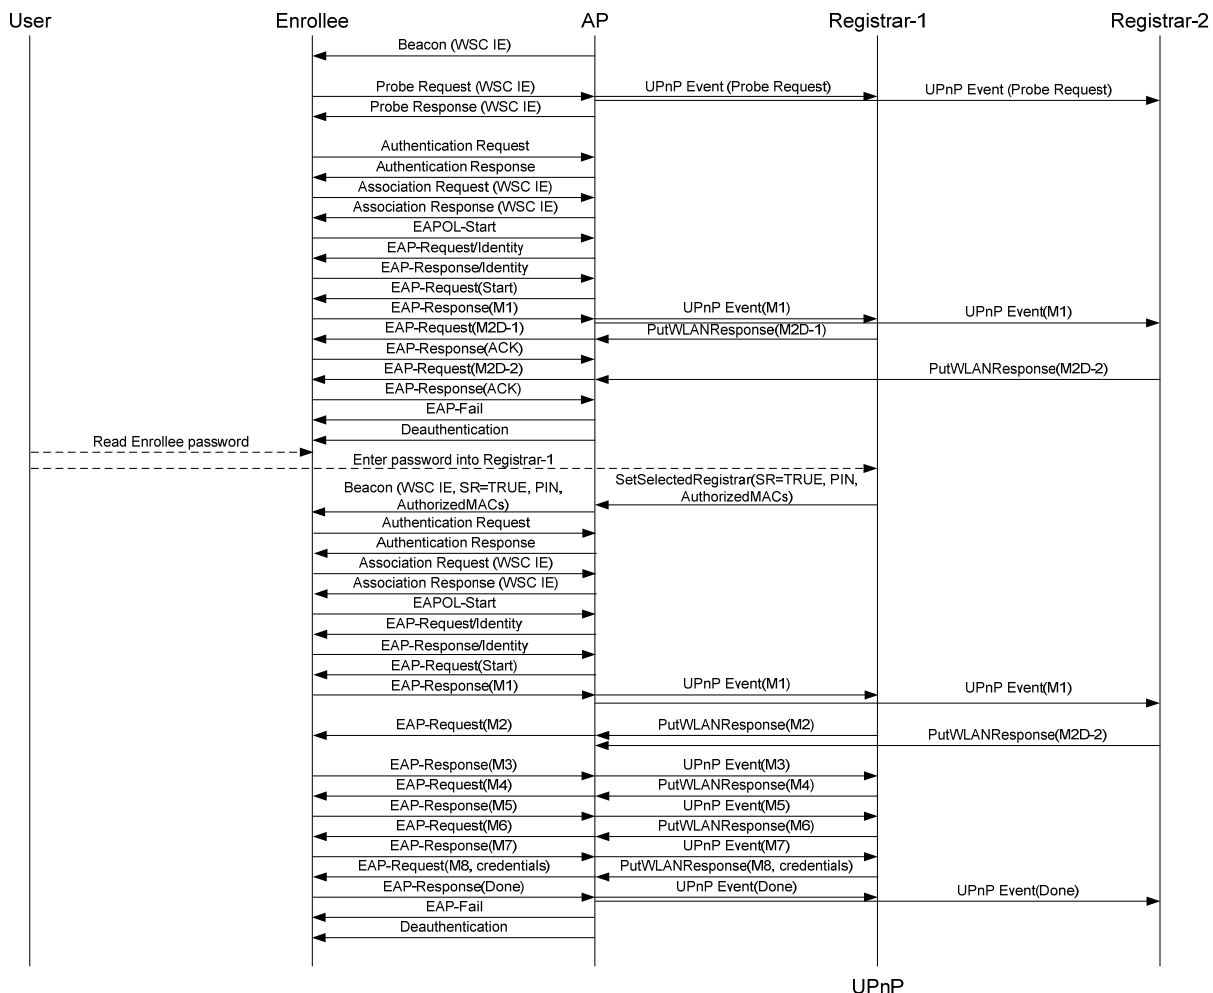 User Enrollee AP Registrar-1 Registrar-2
Beacon (WSC IE)
Probe Request (WSC IE) UPnP Event (Probe Request) UPnP Event (Probe Request)
Probe Response (WSC IE)
Authentication Request
Authentication Response
Association Request (WSC IE)
Association Response (WSC IE)
EAPOL-Start
EAP-Request/Identity
EAP-Response/Identity
EAP-Request(Start)
EAP-Response(M1) UPnP Event(M1) UPnP Event(M1)
EAP-Request(M2D-1) PutWLANResponse(M2D-1)
EAP-Response(ACK)
EAP-Request(M2D-2) PutWLANResponse(M2D-2)
EAP-Response(ACK)
EAP-Fail
Deauthentication
Read Enrollee password
Enter password into Registrar-1
SetSelectedRegistrar(SR=TRUE, PIN,
AuthorizedMACs)
Beacon (WSC IE, SR=TRUE, PIN,
AuthorizedMACs)
Authentication Request
Authentication Response
Association Request (WSC IE)
Association Response (WSC IE)
EAPOL-Start
EAP-Request/Identity
EAP-Response/Identity
EAP-Request(Start)
EAP-Response(M1) UPnP Event(M1) UPnP Event(M1)
EAP-Request(M2) PutWLANResponse(M2) PutWLANResponse(M2D-2)
EAP-Response(M3) UPnP Event(M3)
EAP-Request(M4) PutWLANResponse(M4)
EAP-Response(M5) UPnP Event(M5)
EAP-Request(M6) PutWLANResponse(M6)
EAP-Response(M7) UPnP Event(M7)
EAP-Request(M8, credentials) PutWLANResponse(M8, credentials)
EAP-Response(Done) UPnP Event(Done) UPnP Event(Done)
EAP-Fail
Deauthentication
UPnP